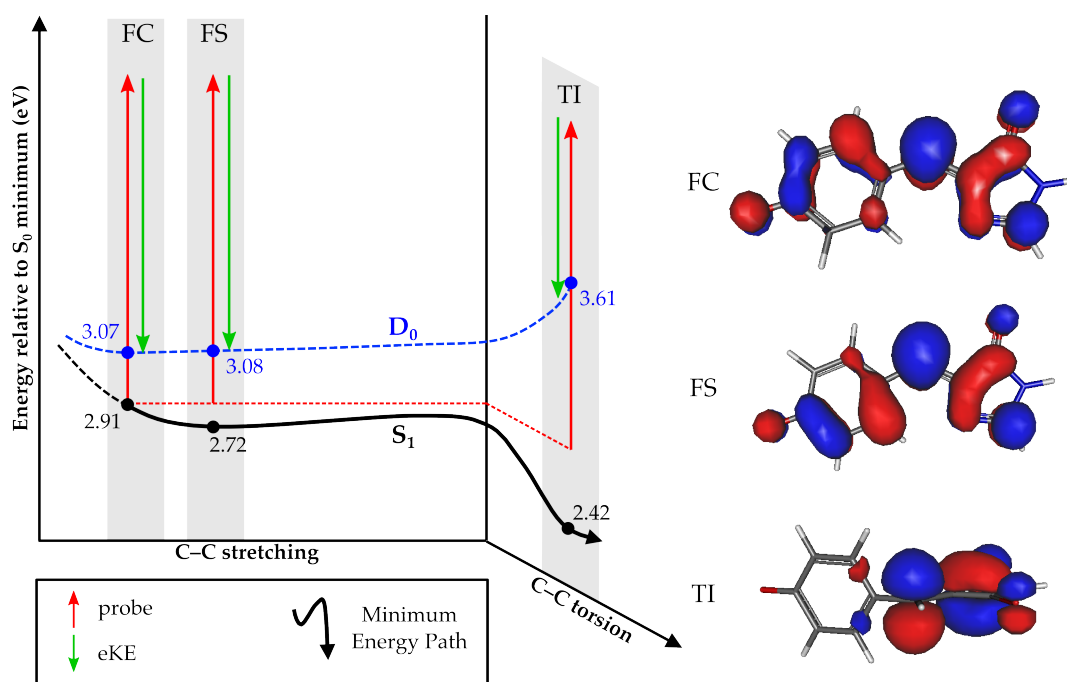 Energy relative to S₀ minimum (eV)
FC
FS
TI
3.07
3.08
3.61
D₀
2.91
2.72
S₁
2.42
C–C stretching
C–C torsion
probe
eKE
Minimum
Energy Path
FC
FS
TI